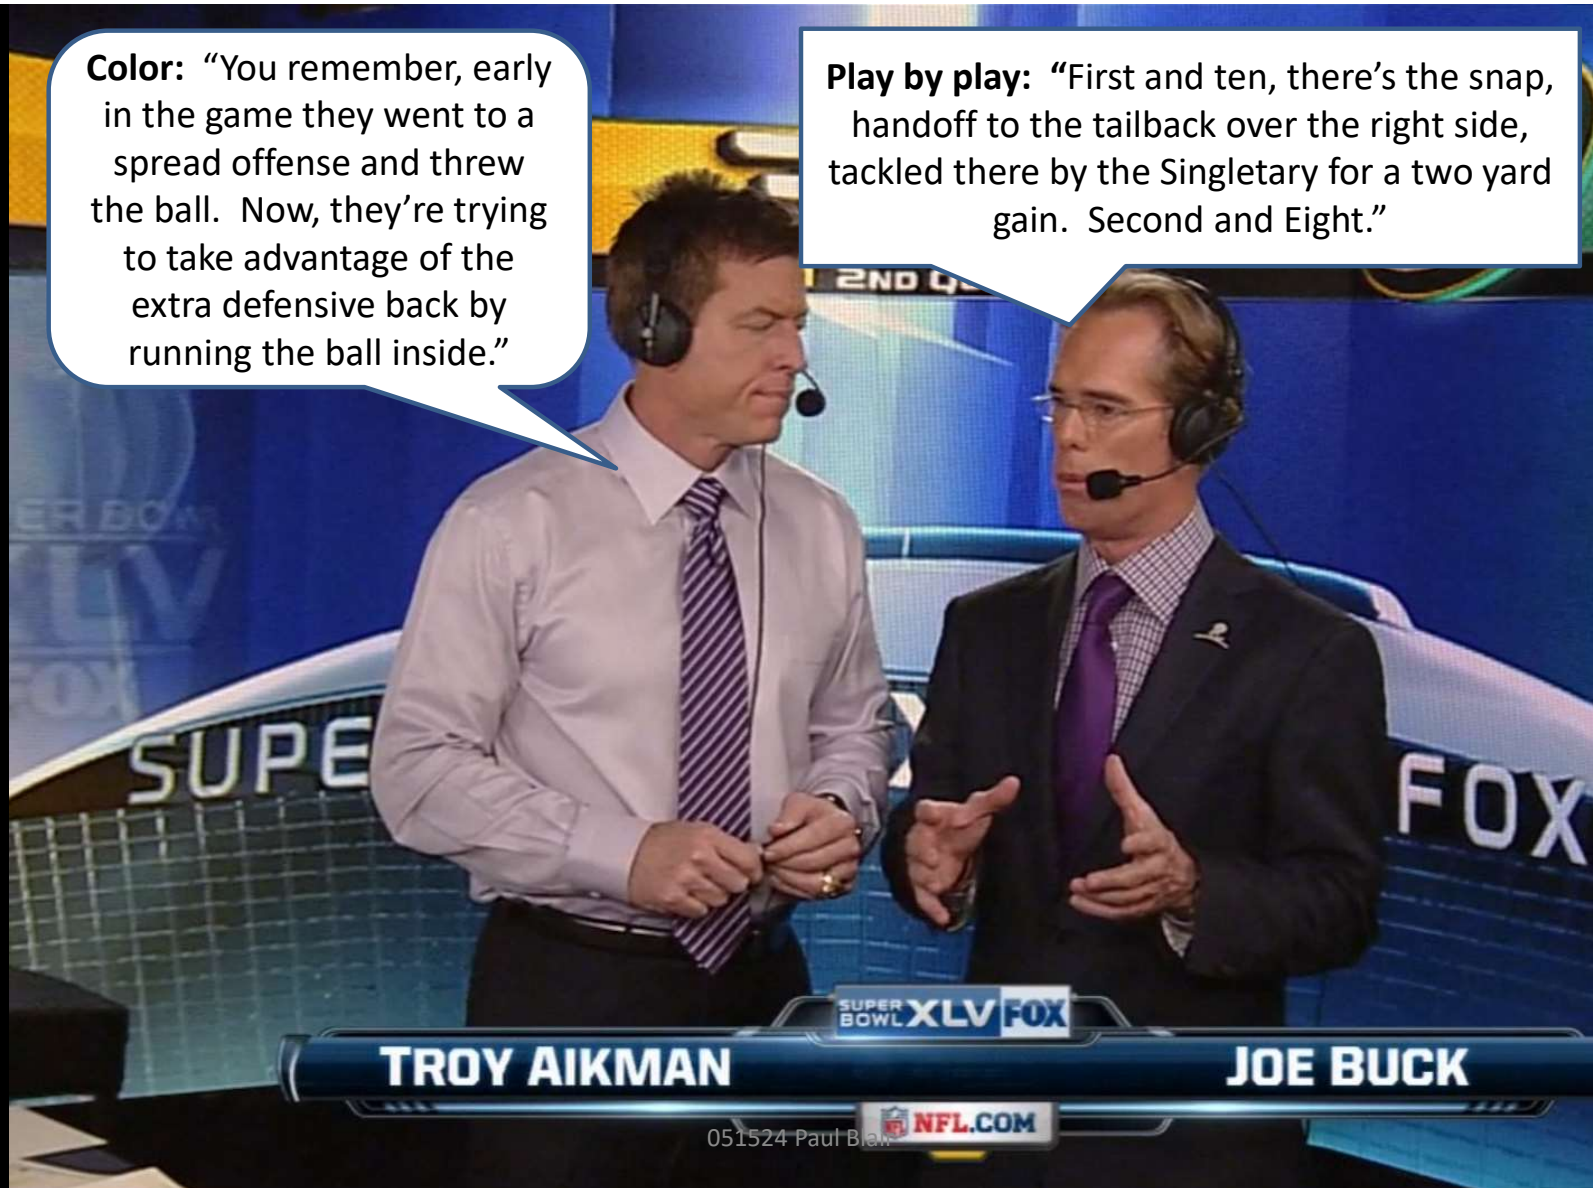 Color: “You remember, early
in the game they went to a
spread offense and threw
the ball. Now, they’re trying
to take advantage of the
extra defensive back by
running the ball inside.”
Play by play: “First and ten, there’s the snap,
handoff to the tailback over the right side,
tackled there by the Singletary for a two yard
gain. Second and Eight.”
2ND
XLV
FOX
SUPE
FOX
SUPER
BOWL XLV FOX
TROY AIKMAN
JOE BUCK
NFL NFL.COM
051524 Paul Blair